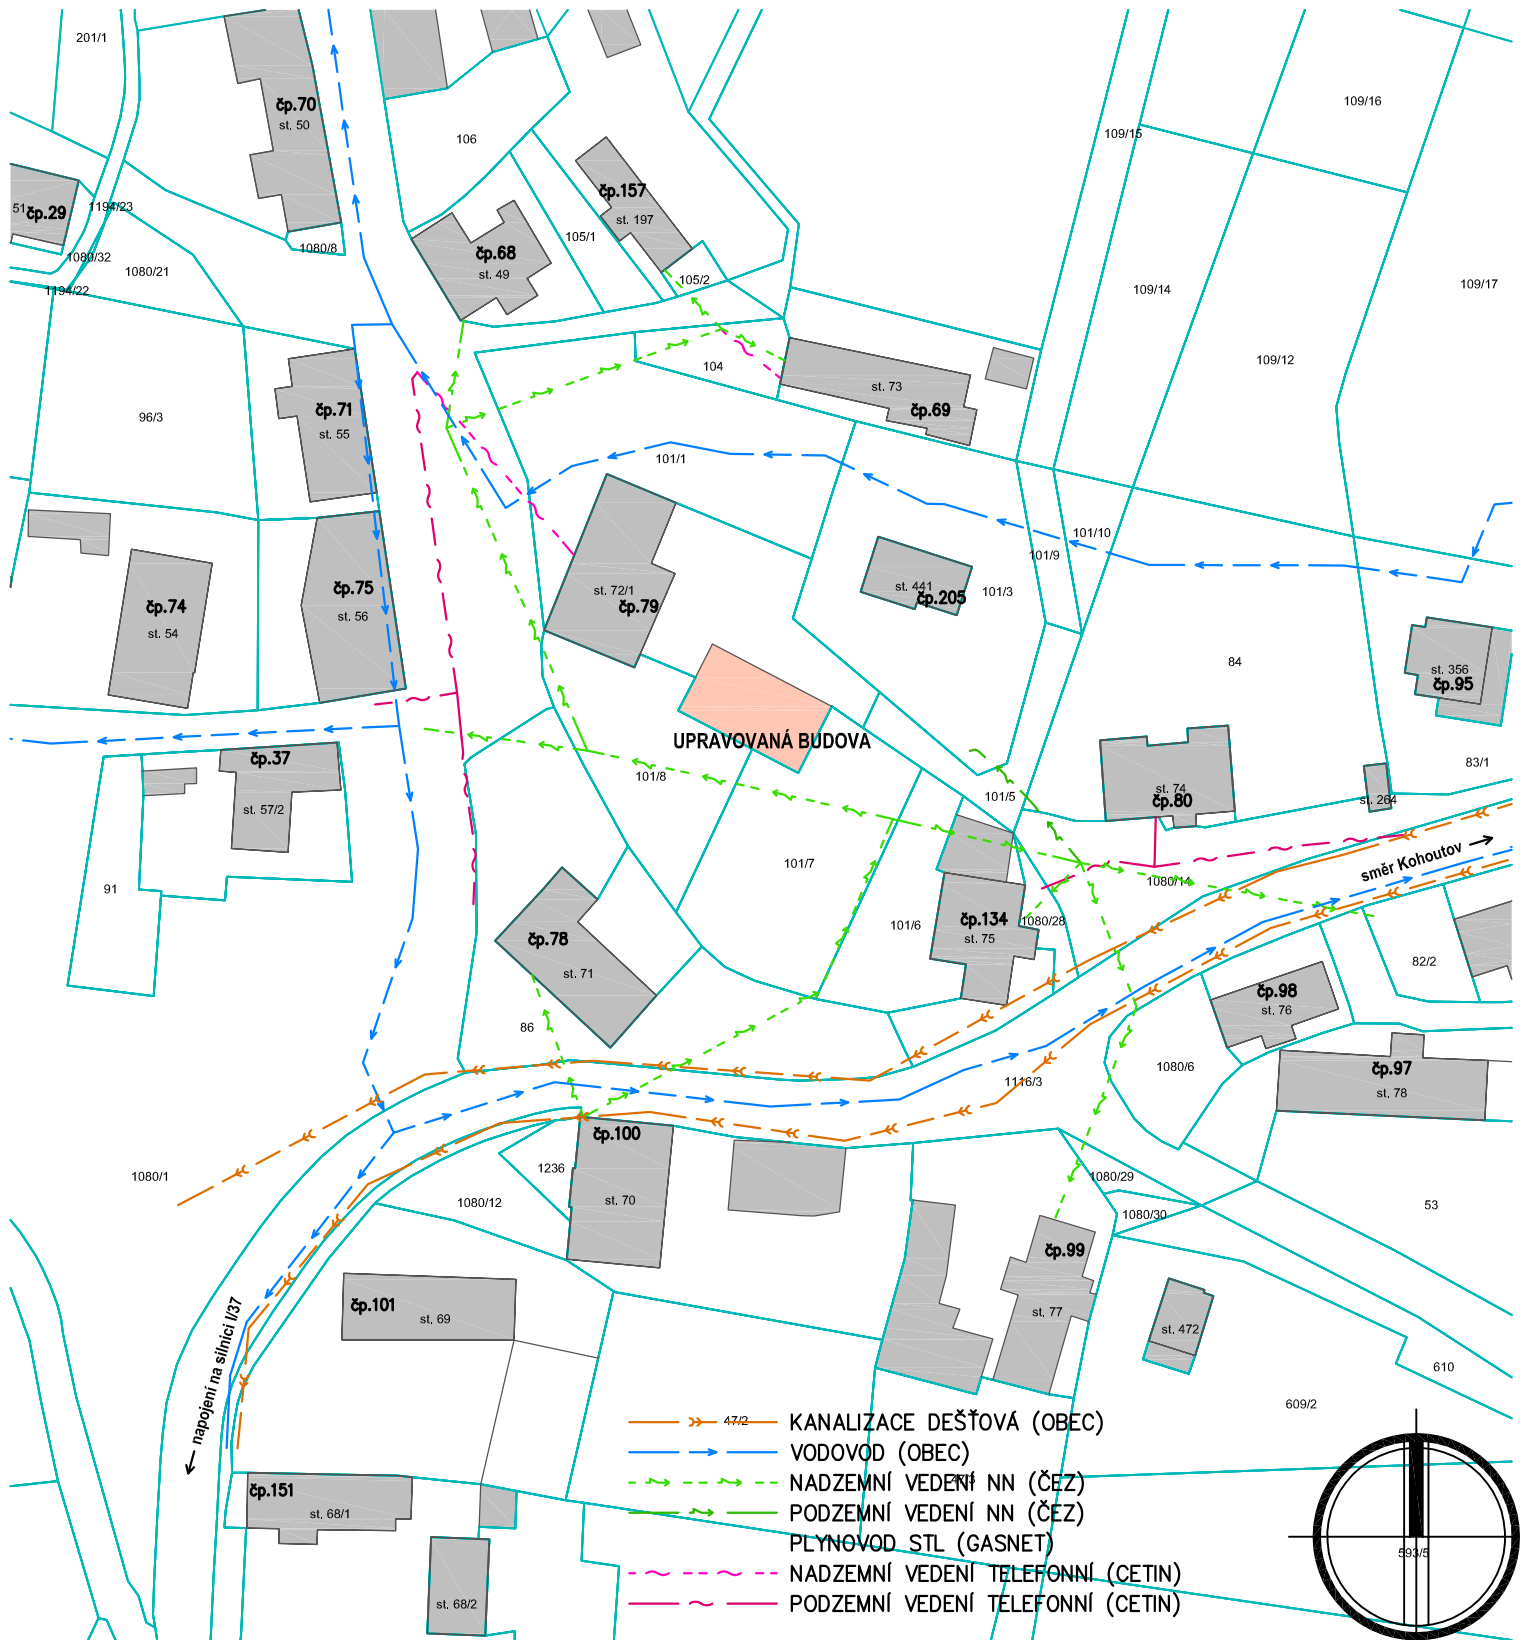 201/1
109/16
čp.70
st. 50
109/15
106
čp.157
st. 197
51
čp.29
1194/23
105/1
1080/8
čp.68
st. 49
1080/32
1080/21
105/2
1194/22
109/14
109/17
109/12
104
st. 73
čp.69
96/3
čp.71
st. 55
101/1
101/10
101/9
čp.75
st. 56
st. 72/1
čp.79
st. 441
čp.205
101/3
čp.74
st. 54
84
st. 356
čp.95
UPRAVOVANÁ BUDOVA
čp.37
st. 57/2
101/8
101/5
st. 74
čp.80
83/1
st. 264
směr Kohoutov
91
101/7
1080/14
čp.78
st. 71
101/6
čp.134
st. 75
1080/28
82/2
čp.98
st. 76
86
1116/3
1080/6
čp.97
st. 78
čp.100
1080/1
1236
st. 70
1080/12
1080/29
1080/30
53
čp.99
st. 77
čp.101
st. 69
st. 472
610
609/2
napojení na silnici I/37
čp.151
st. 68/1
st. 68/2
47/2
KANALIZACE DEŠŤOVÁ (OBEC)
VODOVOD (OBEC)
NADZEMNÍ VEDENÍ NN (ČEZ)
PODZEMNÍ VEDENÍ NN (ČEZ)
PLYNOVOD STL (GASNET)
NADZEMNÍ VEDENÍ TELEFONNÍ (CETIN)
PODZEMNÍ VEDENÍ TELEFONNÍ (CETIN)
593/5